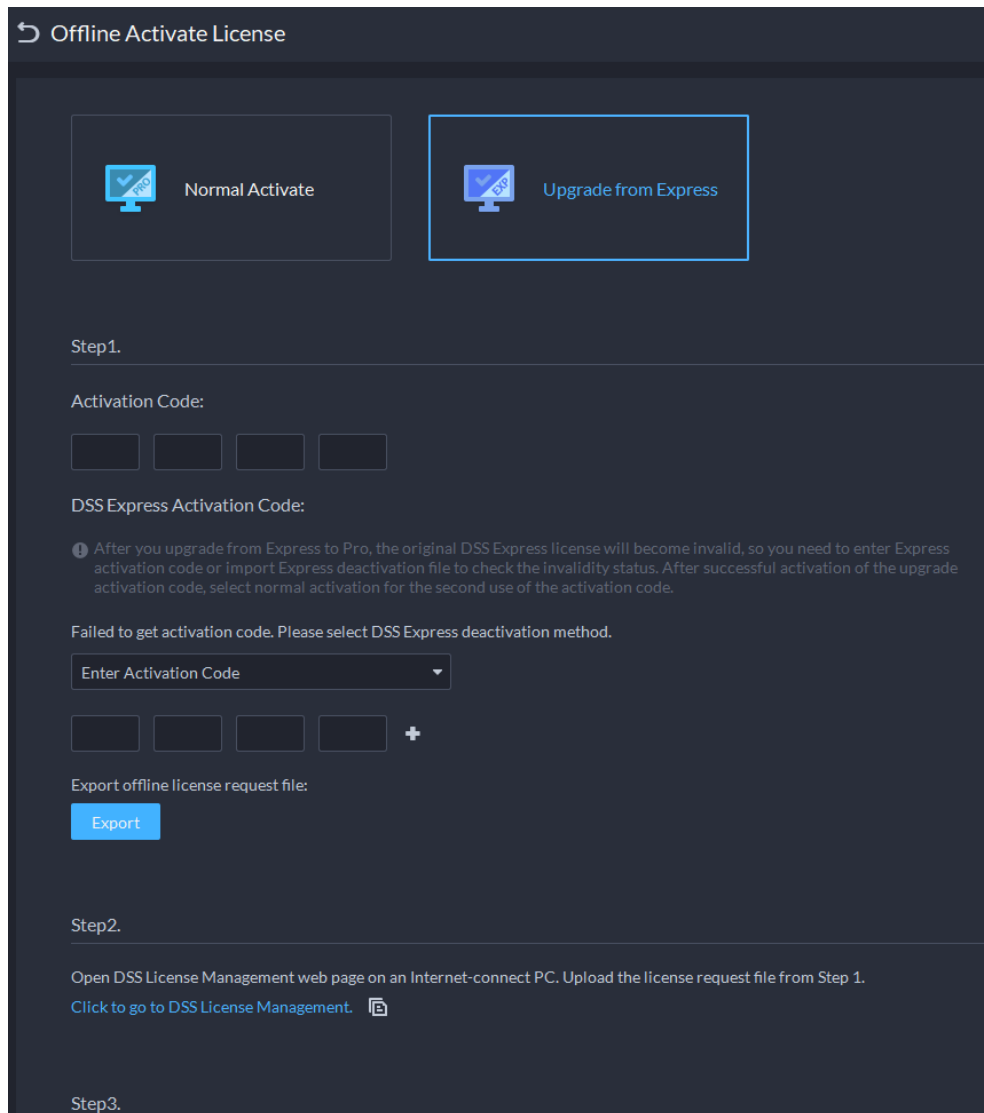 Offline Activate License
PRO
Normal Activate
EXP
Upgrade from Express
Step1.
Activation Code:
DSS Express Activation Code:
After you upgrade from Express to Pro, the original DSS Express license will become invalid, so you need to enter Express
activation code or import Express deactivation file to check the invalidity status. After successful activation of the upgrade
activation code, select normal activation for the second use of the activation code.
Failed to get activation code. Please select DSS Express deactivation method.
Enter Activation Code
Export offline license request file:
Export
Step2.
Open DSS License Management web page on an Internet-connect PC. Upload the license request file from Step 1.
Click to go to DSS License Management.
Step3.